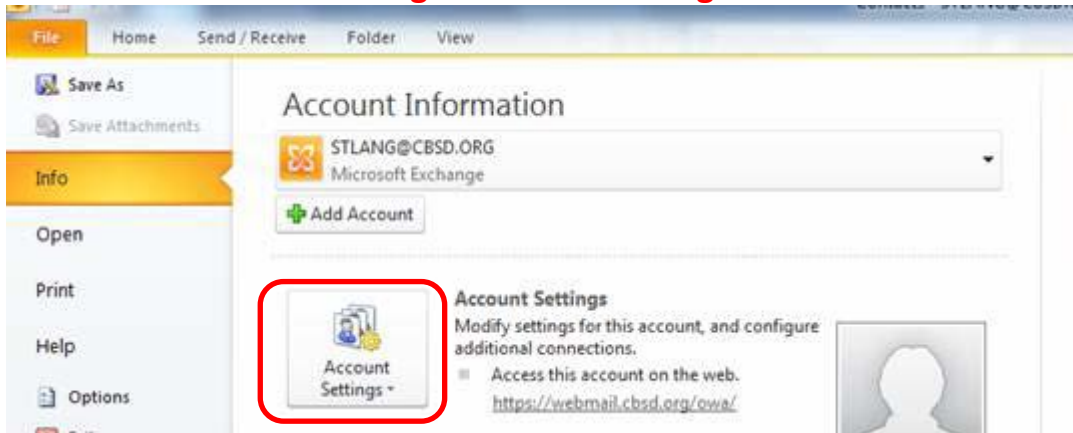 File Home Send / Receive Folder View
Save As
Save Attachments
Info
Open
Print
Help
Options
Account Information
STLANG@CBSD.ORG
Microsoft Exchange
Add Account
Account Settings
Account Settings
Modify settings for this account, and configure
additional connections.
Access this account on the web.
https://webmail.cbsd.org/owa/